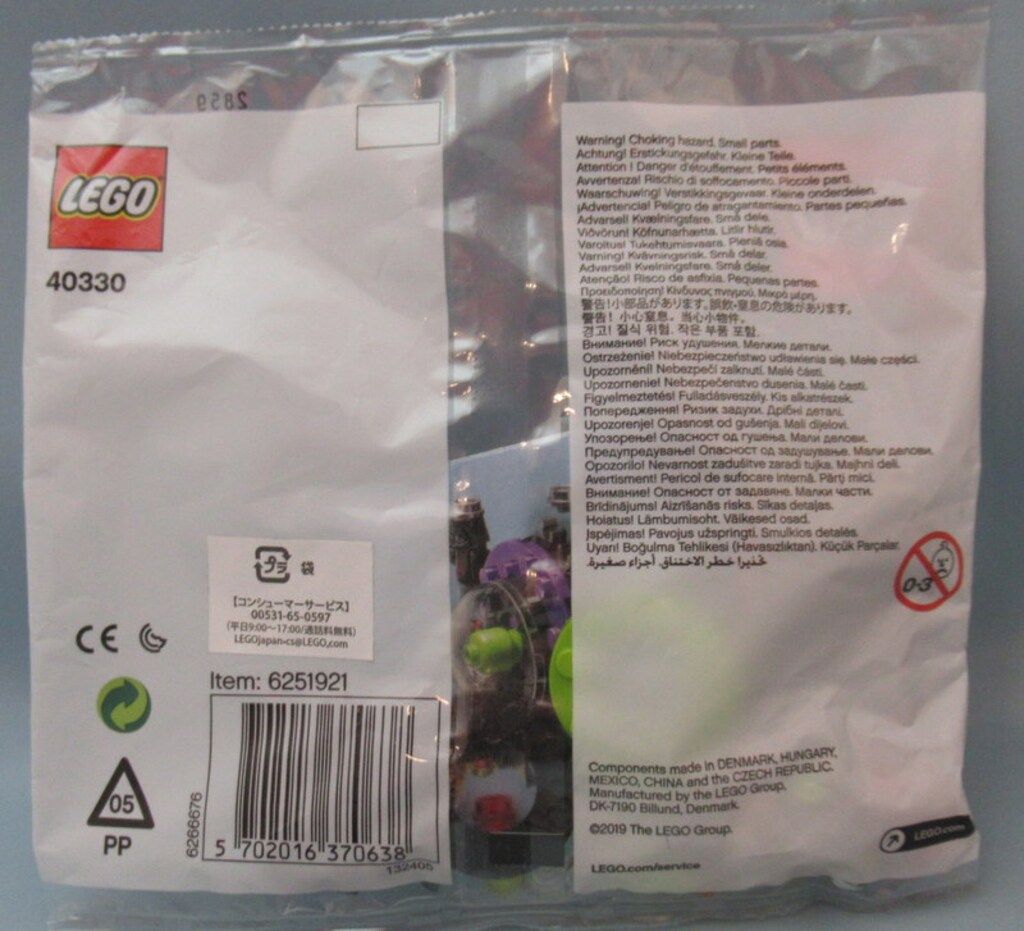 2859
LEGO
40330
プラ 袋
【コンシューマーサービス】
00531-65-0597
(平日9:00〜17:00/通話料無料)
LEGOjapan-cs@LEGO.com
CE
Item: 6251921
05
PP
6266676
5 702016 370638
132405
Warning! Choking hazard. Small parts.
Achtung! Erstickungsgefahr. Kleine Teile.
Attention ! Danger d'étouffement. Petits éléments.
Avvertenza! Rischio di soffocamento. Piccole parti.
Waarschuwing! Verstikkingsgevaar. Kleine onderdelen.
¡Advertencia! Peligro de atragantamiento. Partes pequeñas.
Advarsel! Kvælningsfare. Små dele.
Viðvörun! Köfnunarhætta. Litlir hlutir.
Varoitus! Tukehtumisvaara. Pieniä osia.
Varning! Kvävningsrisk. Små delar.
Advarsel! Kvelningsfare. Små deler.
Atenção! Risco de asfixia. Pequenas partes.
Προειδοποίηση! Κίνδυνος πνιγμού. Μικρά μέρη.
警告!小部品があります。誤飲・窒息の危険があります。
警告! 小心窒息。当心小物件。
경고! 질식 위험. 작은 부품 포함.
Внимание! Риск удушения. Мелкие детали.
Ostrzeżenie! Niebezpieczeństwo udławienia się. Małe części.
Upozornění! Nebezpečí zalknutí. Malé části.
Upozornenie! Nebezpečenstvo dusenia. Malé časti.
Figyelmeztetés! Fulladásveszély. Kis alkatrészek.
Попередження! Ризик задухи. Дрібні деталі.
Upozorenje! Opasnost od gušenja. Mali dijelovi.
Упозорење! Опасност од гушења. Мали делови.
Предупредување! Опасност од задушување. Мали делови.
Opozorilo! Nevarnost zadušitve zaradi tujka. Majhni deli.
Avertisment! Pericol de sufocare internă. Părţi mici.
Внимание! Опасност от задавяне. Малки части.
Brīdinājums! Aizrīšanās risks. Sīkas detaļas.
Hoiatus! Lämbumisoht. Väikesed osad.
Įspėjimas! Pavojus užspringti. Smulkios detalės.
Uyarı! Boğulma Tehlikesi (Havasızlıktan). Küçük Parçalar.
تحذير! خطر الاختناق. أجزاء صغيرة.
0-3
Components made in DENMARK, HUNGARY,
MEXICO, CHINA and the CZECH REPUBLIC.
Manufactured by the LEGO Group,
DK-7190 Billund, Denmark.
©2019 The LEGO Group.
LEGO.com
LEGO.com/service